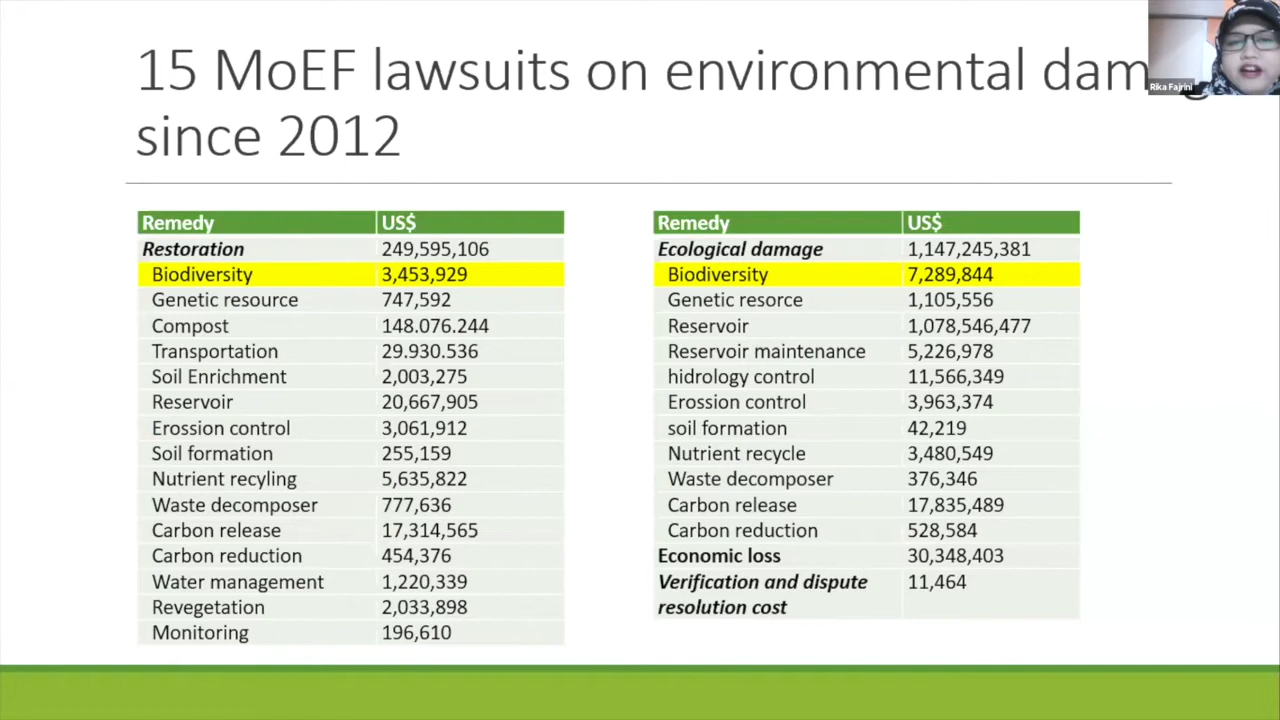 15 MoEF lawsuits on environmental dam
since 2012
Rika Fajrini
Remedy US$
Restoration 249,595,106
Biodiversity 3,453,929
Genetic resource 747,592
Compost 148.076.244
Transportation 29.930.536
Soil Enrichment 2,003,275
Reservoir 20,667,905
Erossion control 3,061,912
Soil formation 255,159
Nutrient recyling 5,635,822
Waste decomposer 777,636
Carbon release 17,314,565
Carbon reduction 454,376
Water management 1,220,339
Revegetation 2,033,898
Monitoring 196,610
Remedy US$
Ecological damage 1,147,245,381
Biodiversity 7,289,844
Genetic resorce 1,105,556
Reservoir 1,078,546,477
Reservoir maintenance 5,226,978
hidrology control 11,566,349
Erossion control 3,963,374
soil formation 42,219
Nutrient recycle 3,480,549
Waste decomposer 376,346
Carbon release 17,835,489
Carbon reduction 528,584
Economic loss 30,348,403
Verification and dispute 11,464
resolution cost